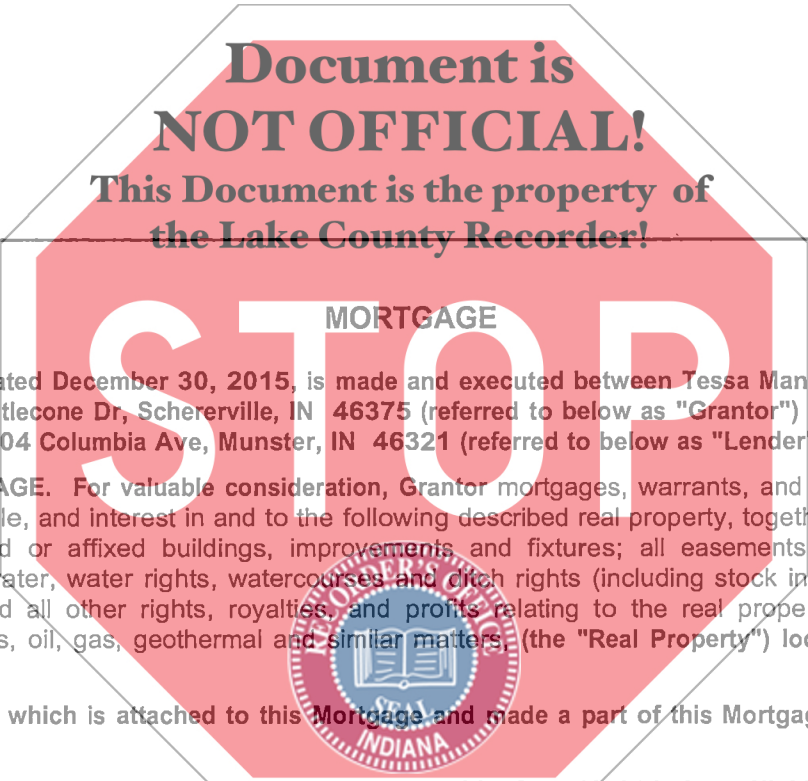 Document is
NOT OFFICIAL!
This Document is the property of
the Lake County Recorder!
STOP
MORTGAGE
ated December 30, 2015, is made and executed between Tessa Man
tlecone Dr, Schererville, IN 46375 (referred to below as "Grantor")
04 Columbia Ave, Munster, IN 46321 (referred to below as "Lender"
AGE. For valuable consideration, Grantor mortgages, warrants, and
le, and interest in and to the following described real property, togeth
d or affixed buildings, improvements and fixtures; all easements
ater, water rights, watercourses and ditch rights (including stock in
d all other rights, royalties, and profits relating to the real prope
s, oil, gas, geothermal and similar matters, (the "Real Property") loc
which is attached to this Mortgage and made a part of this Mortgag
RECORDER'S OFFICE
SEAL
INDIANA